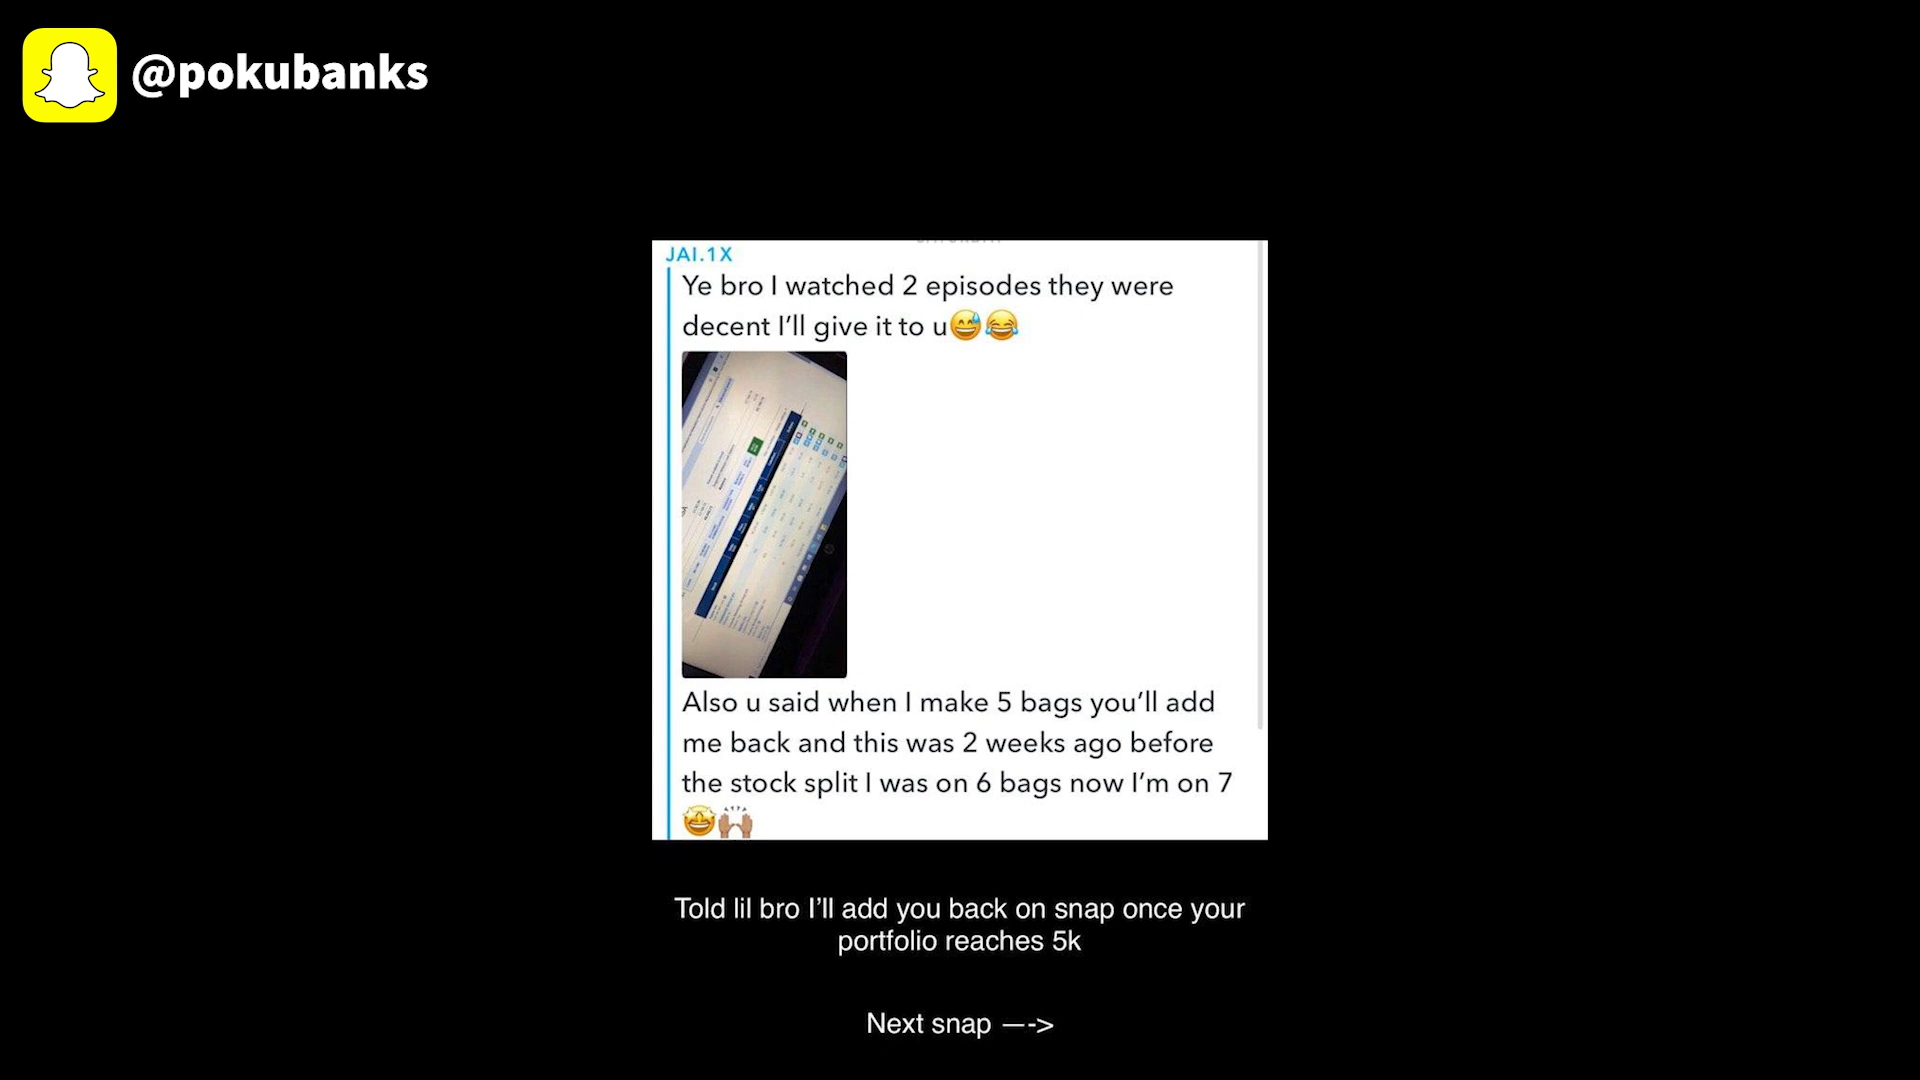 @pokubanks
JAI.1X
Ye bro I watched 2 episodes they were
decent I’ll give it to u😅😂
Also u said when I make 5 bags you’ll add
me back and this was 2 weeks ago before
the stock split I was on 6 bags now I’m on 7
🤩🙌🏽
Told lil bro I’ll add you back on snap once your
portfolio reaches 5k
Next snap —->